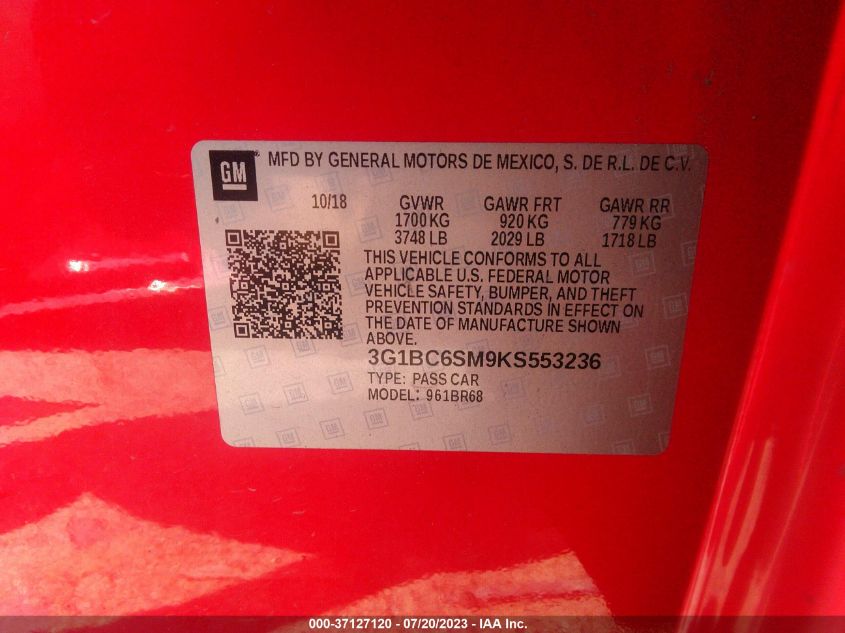 GM® MFD BY GENERAL MOTORS DE MEXICO, S. DE R.L. DE C.V.
10/18 GVWR GAWR FRT GAWR RR
1700 KG 920 KG 779 KG
3748 LB 2029 LB 1718 LB
THIS VEHICLE CONFORMS TO ALL
APPLICABLE U.S. FEDERAL MOTOR
VEHICLE SAFETY, BUMPER, AND THEFT
PREVENTION STANDARDS IN EFFECT ON
THE DATE OF MANUFACTURE SHOWN
ABOVE.
3G1BC6SM9KS553236
TYPE: PASS CAR
MODEL: 961BR68
000-37127120 / 07/20/2023 - IAA Inc.